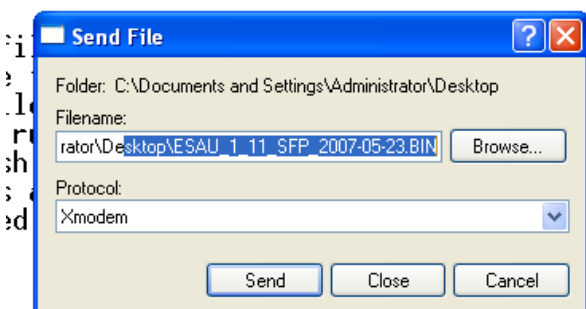 Send File
Folder: C:\Documents and Settings\Administrator\Desktop
Filename:
rator\Desktop\ESAU_1_11_SFP_2007-05-23.BIN Browse...
Protocol:
Xmodem
Send Close Cancel